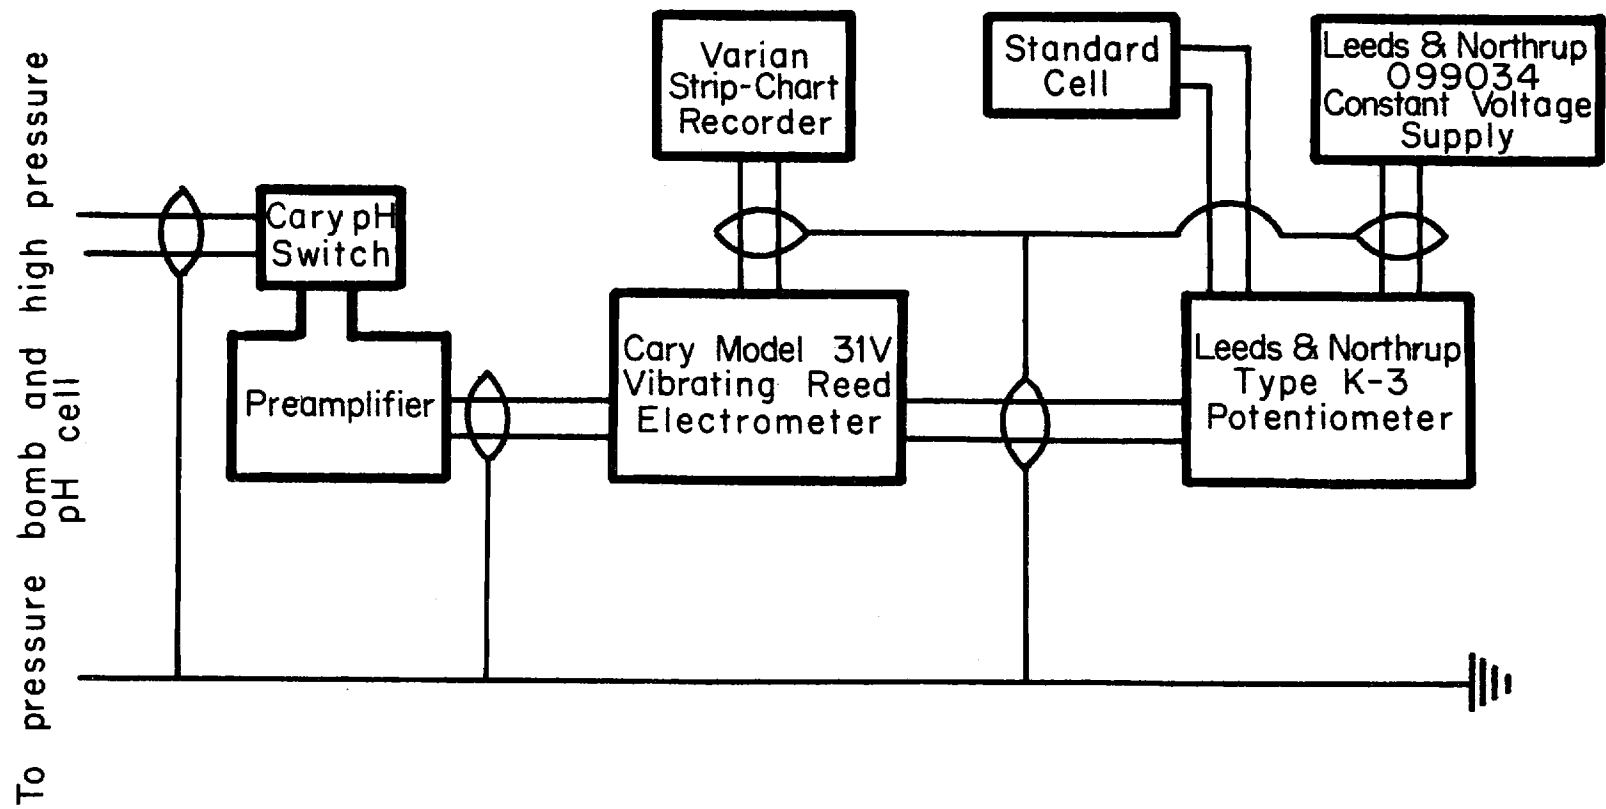 To pressure bomb and high pressure
pH cell
Cary pH
Switch
Preamplifier
Varian
Strip-Chart
Recorder
Cary Model 31V
Vibrating Reed
Electrometer
Standard
Cell
Leeds & Northrup
099034
Constant Voltage
Supply
Leeds & Northrup
Type K-3
Potentiometer